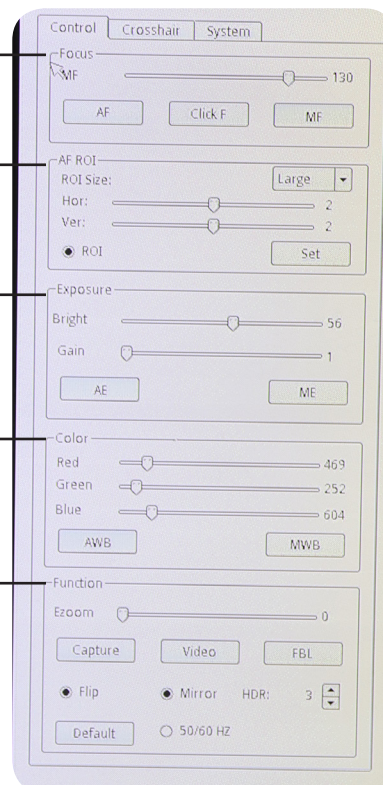 Control Crosshair System
Focus
MF 130
AF Click F MF
AF ROI
ROI Size: Large
Hor: 2
Ver: 2
ROI Set
Exposure
Bright 56
Gain 1
AE ME
Color
Red 469
Green 252
Blue 604
AWB MWB
Function
Ezoom 0
Capture Video FBL
Flip Mirror HDR: 3
Default 50/60 HZ